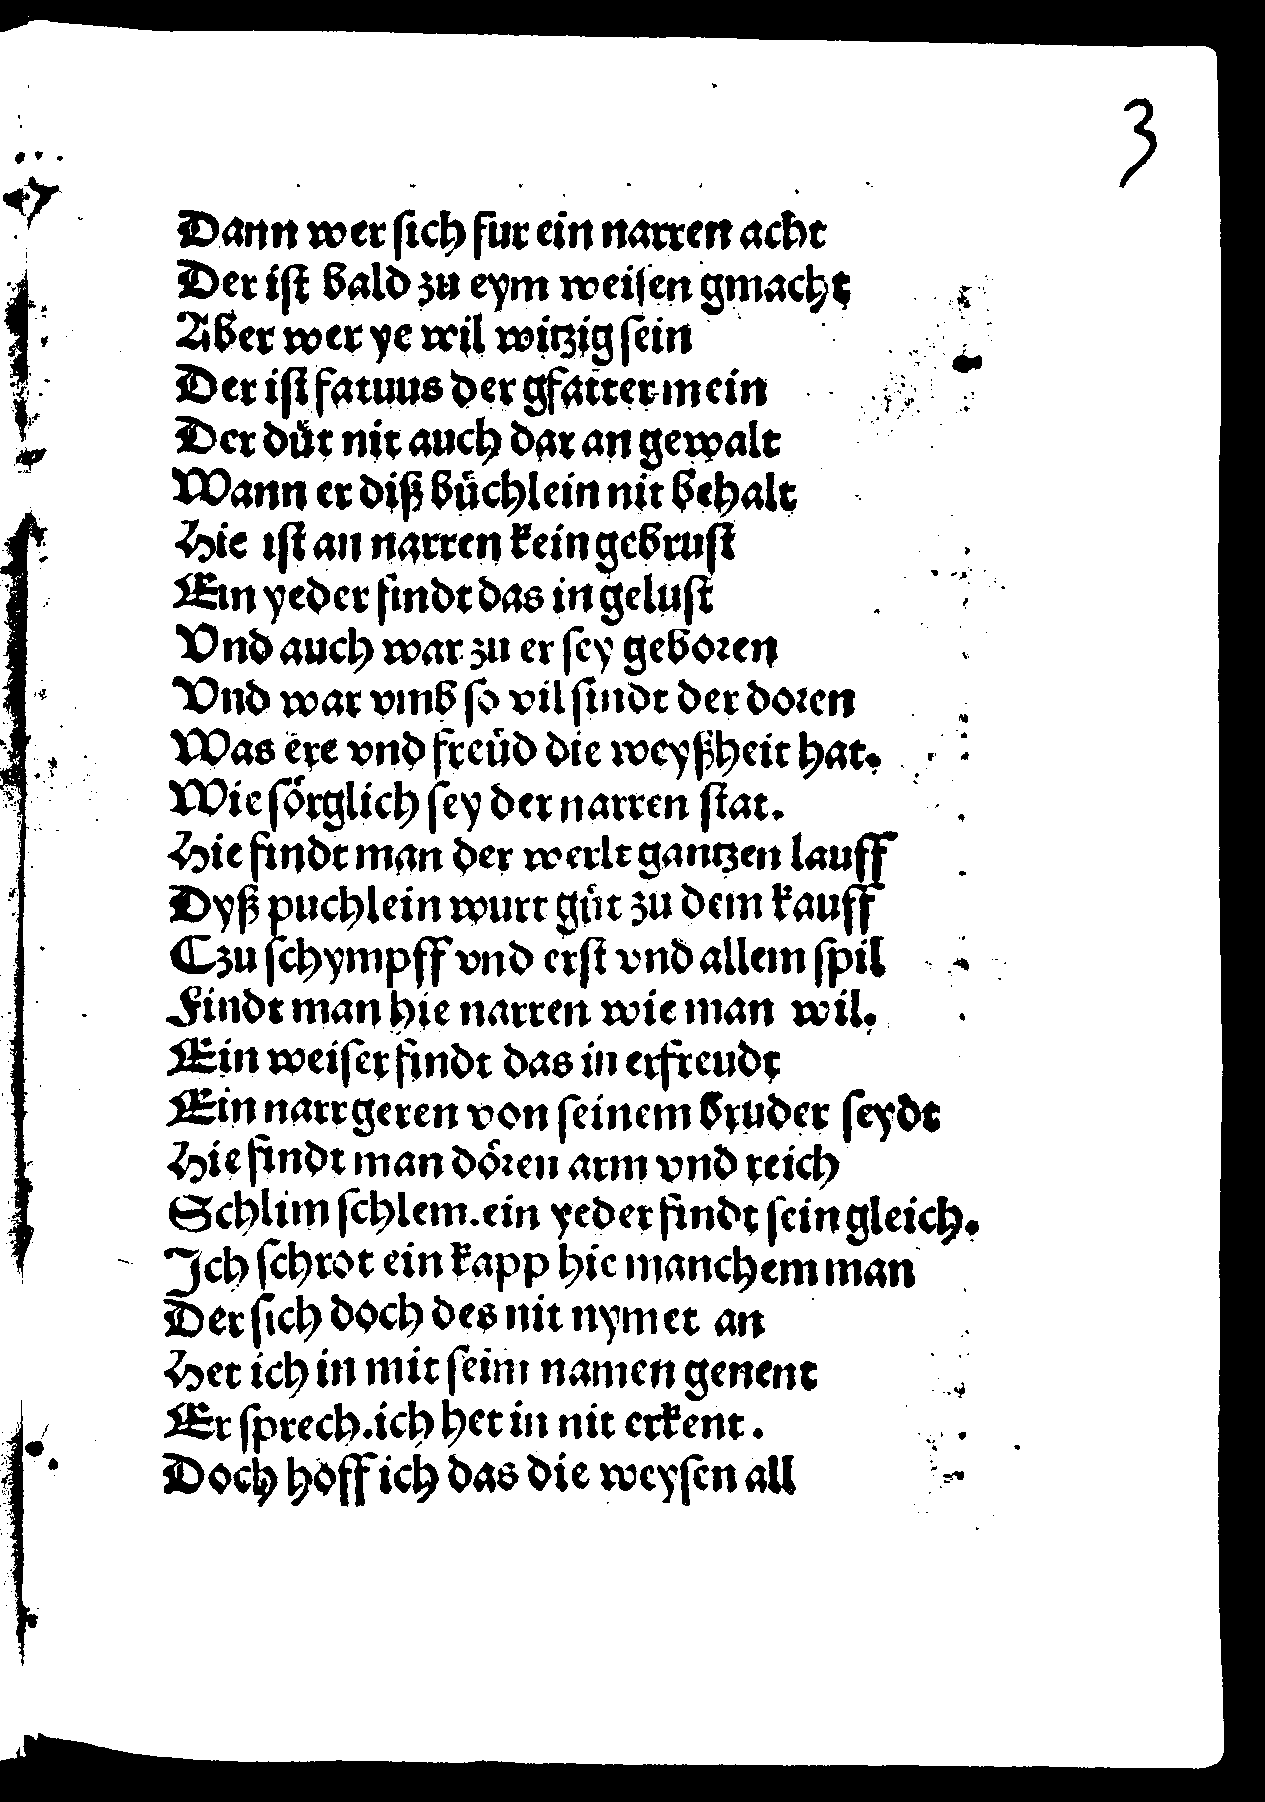 3
Dann wer ſich fur ein narren acht
Der iſt bald zu eym weiſen gmacht
Aber wer ye wil witzig ſein
Der iſt fatuus der gfatter mein
Der důt nit auch dar an gewalt
Wann er diß bůchlein nit behalt
Hie iſt an narren kein gebruſt
Ein yeder findt das in geluſt
Vnd auch war zu er ſey geboꝛen
Vnd war vmb ſo vil ſindt der doꝛen
Was ere vnd freüd die weyßheit hat.
Wie ſörglich ſey der narren ſtat.
Hie findt man der werlt gantzen lauff
Dyß puchlein wurt gůt zu dem kauff
Czu ſchympff vnd erſt vnd allem ſpil
Findt man hie narren wie man wil.
Ein weiſer findt das in erfreudt
Ein narr geren von ſeinem bruder ſeydt
Hie findt man döꝛen arm vnd reich
Schlim ſchlem. ein yeder findt ſein gleich.
Ich ſchrot ein kapp hie manchem man
Der ſich doch des nit nymet an
Het ich in mit ſeim namen genent
Er ſprech. ich het in nit erkent.
Doch hoff ich das die weyſen all